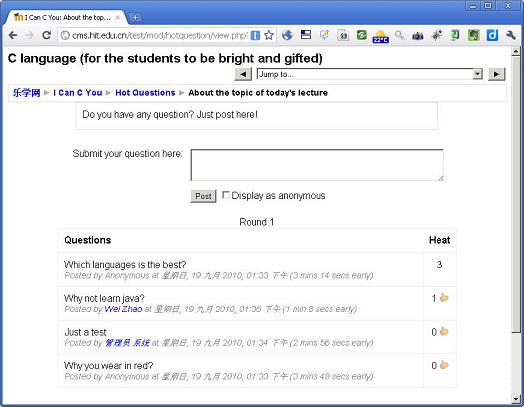 I Can C You: About the top...
cms.hit.edu.cn/test/mod/hotquestion/view.php?
22°C
C language (for the students to be bright and gifted)
Jump to...
乐学网 ► I Can C You ► Hot Questions ► About the topic of today's lecture
Do you have any question? Just post here!
Submit your question here:
Post Display as anonymous
Round 1
Questions Heat
Which languages is the best? 3
Posted by Anonymous at 星期日, 19 九月 2010, 01:33 下午 (3 mins 14 secs early)
Why not learn java? 1
Posted by Wei Zhao at 星期日, 19 九月 2010, 01:36 下午 (1 min 8 secs early)
Just a test 0
Posted by 管理员 系统 at 星期日, 19 九月 2010, 01:34 下午 (2 mins 56 secs early)
Why you wear in red? 0
Posted by Anonymous at 星期日, 19 九月 2010, 01:33 下午 (3 mins 48 secs early)